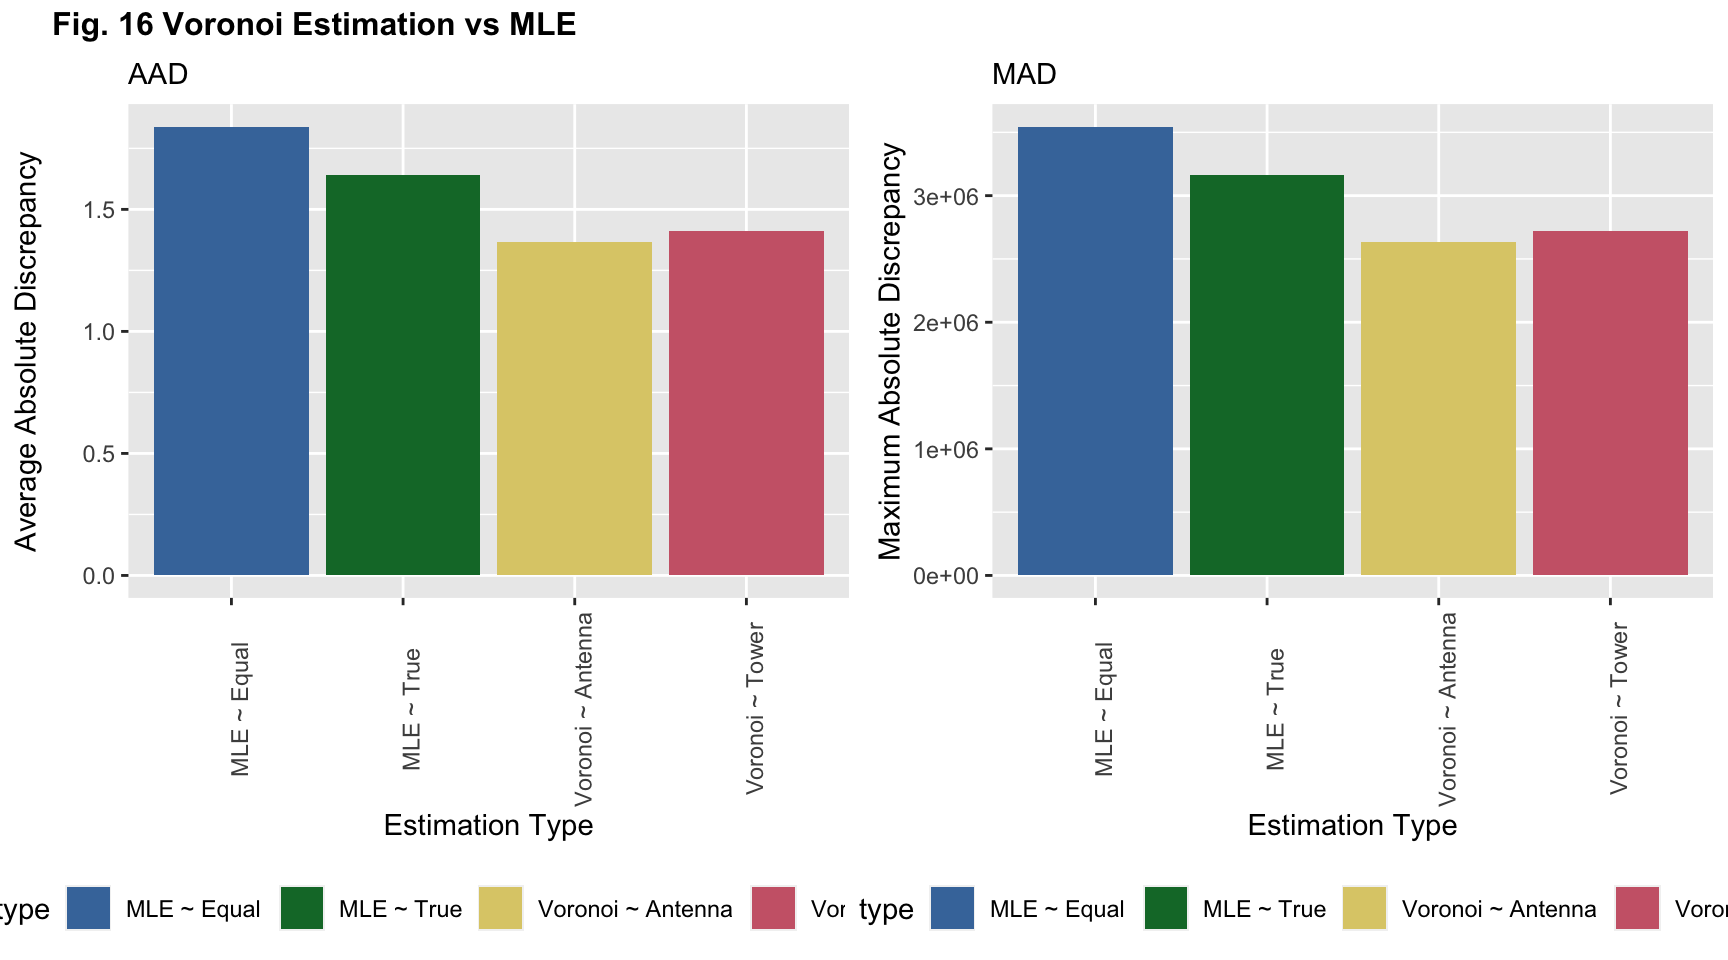 Fig. 16 Voronoi Estimation vs MLE
AAD
Average Absolute Discrepancy
1.5
1.0
0.5
0.0
MLE ~ Equal
MLE ~ True
Voronoi ~ Antenna
Voronoi ~ Tower
Estimation Type
MAD
Maximum Absolute Discrepancy
3e+06
2e+06
1e+06
0e+00
MLE ~ Equal
MLE ~ True
Voronoi ~ Antenna
Voronoi ~ Tower
Estimation Type
type MLE ~ Equal MLE ~ True Voronoi ~ Antenna Vor
type MLE ~ Equal MLE ~ True Voronoi ~ Antenna Voro